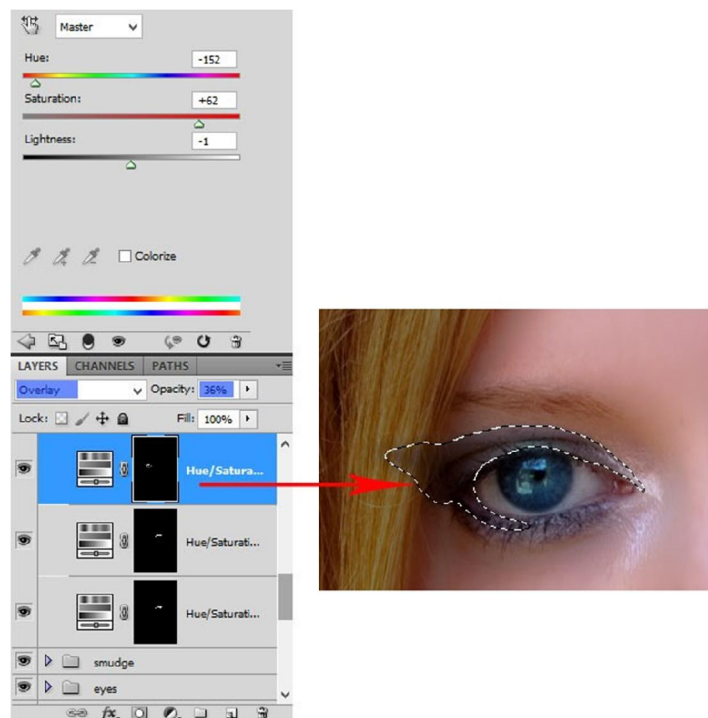 Master
Hue: -152
Saturation: +62
Lightness: -1
Colorize
LAYERS CHANNELS PATHS
Overlay Opacity: 36%
Lock: Fill: 100%
Hue/Satura...
Hue/Saturati...
Hue/Saturati...
smudge
eyes
fx.